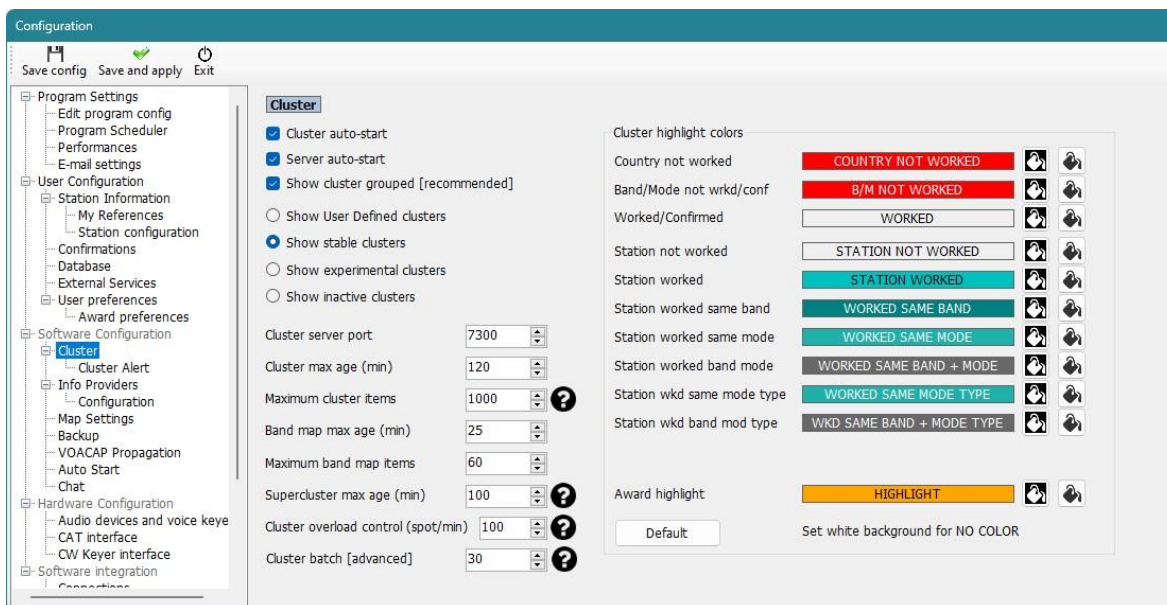 Configuration
Save config Save and apply Exit
Program Settings
Edit program config
Program Scheduler
Performances
E-mail settings
User Configuration
Station Information
My References
Station configuration
Confirmations
Database
External Services
User preferences
Award preferences
Software Configuration
Cluster
Cluster Alert
Info Providers
Configuration
Map Settings
Backup
VOACAP Propagation
Auto Start
Chat
Hardware Configuration
Audio devices and voice keye
CAT interface
CW Keyer interface
Software integration
Connections
Cluster
Cluster auto-start
Server auto-start
Show cluster grouped [recommended]
Show User Defined clusters
Show stable clusters
Show experimental clusters
Show inactive clusters
Cluster server port 7300
Cluster max age (min) 120
Maximum cluster items 1000 ?
Band map max age (min) 25
Maximum band map items 60
Supercluster max age (min) 100 ?
Cluster overload control (spot/min) 100 ?
Cluster batch [advanced] 30 ?
Cluster highlight colors
Country not worked COUNTRY NOT WORKED
Band/Mode not wrkd/conf B/M NOT WORKED
Worked/Confirmed WORKED
Station not worked STATION NOT WORKED
Station worked STATION WORKED
Station worked same band WORKED SAME BAND
Station worked same mode WORKED SAME MODE
Station worked band mode WORKED SAME BAND + MODE
Station wkd same mode type WORKED SAME MODE TYPE
Station wkd band mod type WKD SAME BAND + MODE TYPE
Award highlight HIGHLIGHT
Default Set white background for NO COLOR